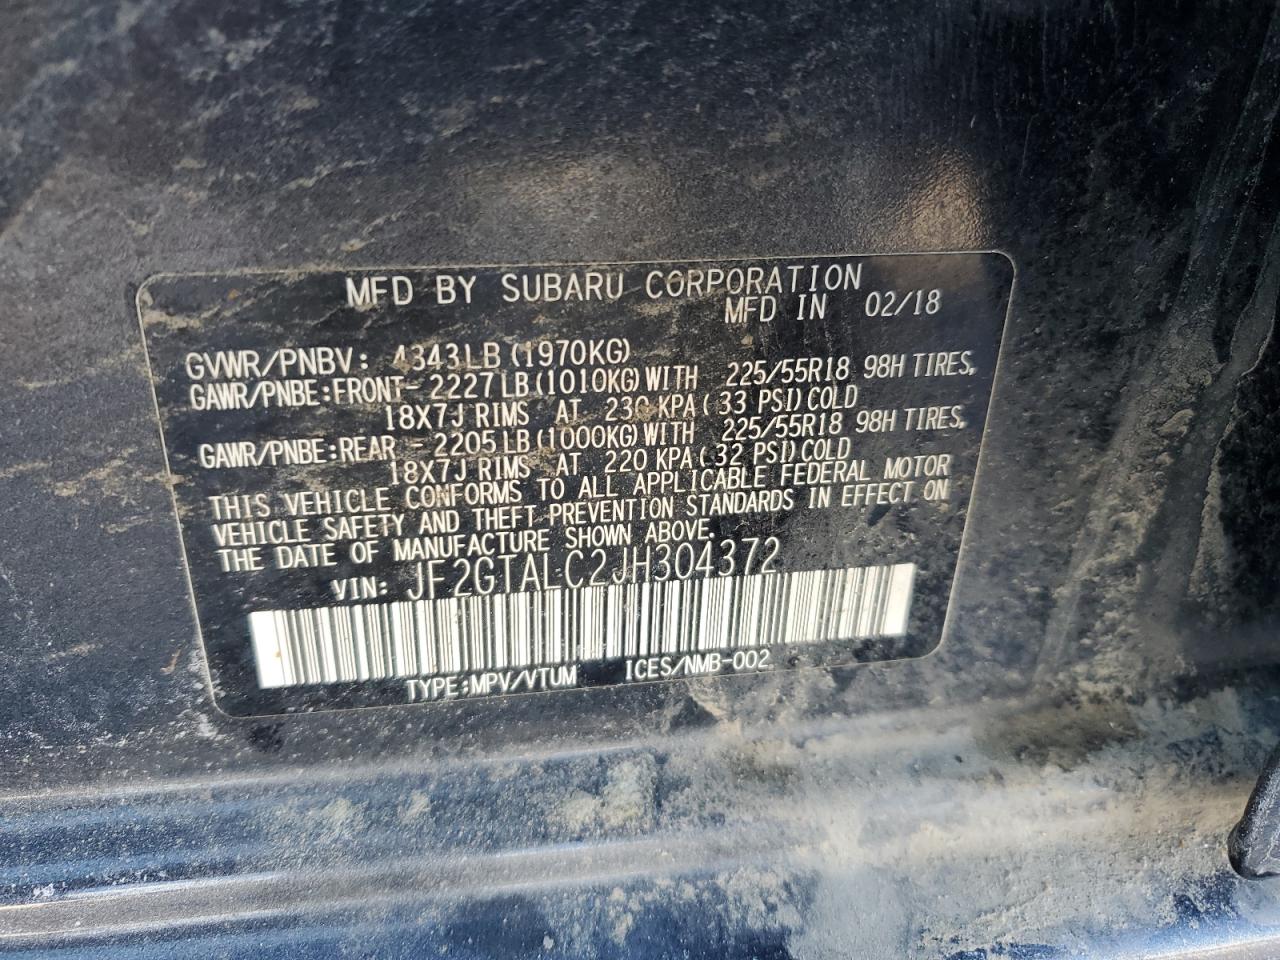 MFD BY SUBARU CORPORATION
MFD IN 02/18
GVWR/PNBV: 4343LB(1970KG)
GAWR/PNBE:FRONT-2227LB(1010KG)WITH 225/55R18 98H TIRES,
18X7J RIMS AT 230 KPA(33 PSI)COLD
GAWR/PNBE:REAR -2205LB(1000KG)WITH 225/55R18 98H TIRES,
18X7J RIMS AT 220 KPA(32 PSI)COLD
THIS VEHICLE CONFORMS TO ALL APPLICABLE FEDERAL MOTOR
VEHICLE SAFETY AND THEFT PREVENTION STANDARDS IN EFFECT ON
THE DATE OF MANUFACTURE SHOWN ABOVE.
VIN: JF2GTALC2JH304372
TYPE:MPV/VTUM ICES/NMB-002